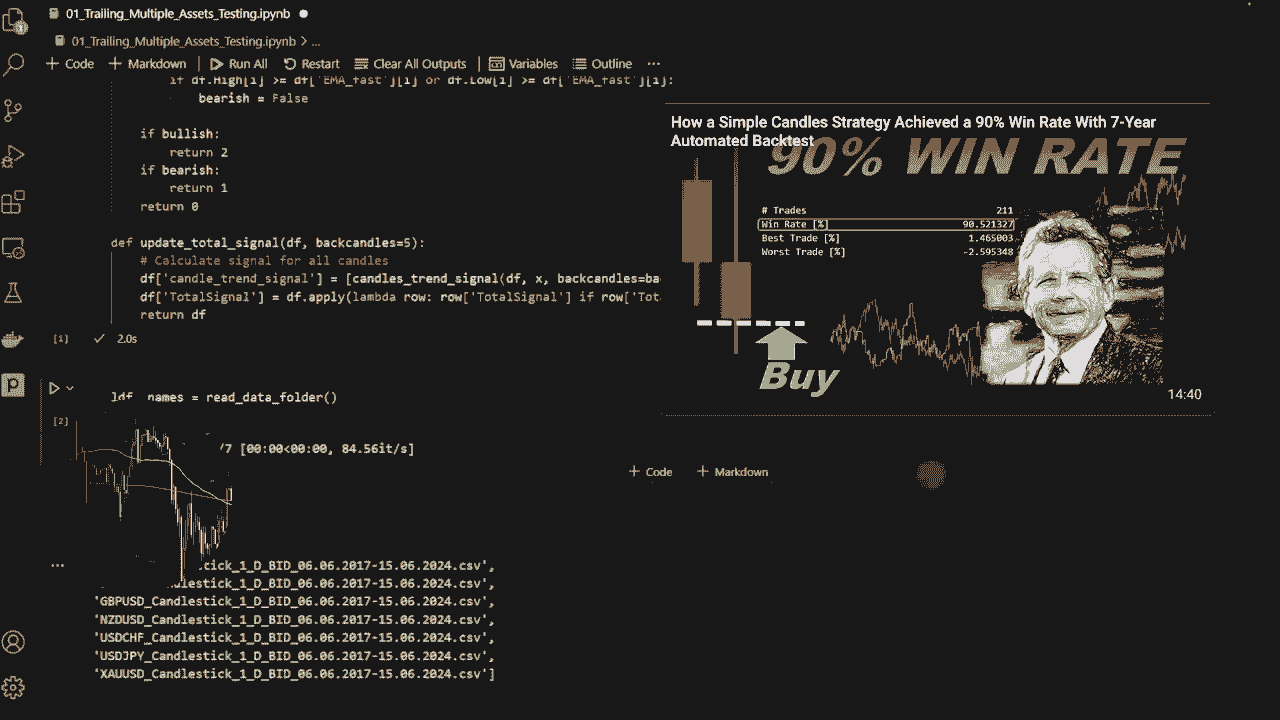 01_Trailing_Multiple_Assets_Testing.ipynb
01_Trailing_Multiple_Assets_Testing.ipynb > ...
+ Code + Markdown Run All Restart Clear All Outputs Variables Outline ...
if df.High[i] >= df['EMA_fast'][i] or df.Low[i] >= df['EMA_fast'][i]:
bearish = False
if bullish:
return 2
if bearish:
return 1
return 0
def update_total_signal(df, backcandles=5):
# Calculate signal for all candles
df['candle_trend_signal'] = [candles_trend_signal(df, x, backcandles=ba
df['TotalSignal'] = df.apply(lambda row: row['TotalSignal'] if row['Tot
return df
[1] 2.0s
names = read_data_folder()
[2]
/7 [00:00<00:00, 84.56it/s]
...
tick_1_D_BID_06.06.2017-15.06.2024.csv',
dlestick_1_D_BID_06.06.2017-15.06.2024.csv',
'GBPUSD_Candlestick_1_D_BID_06.06.2017-15.06.2024.csv',
'NZDUSD_Candlestick_1_D_BID_06.06.2017-15.06.2024.csv',
'USDCHF_Candlestick_1_D_BID_06.06.2017-15.06.2024.csv',
'USDJPY_Candlestick_1_D_BID_06.06.2017-15.06.2024.csv',
'XAUUSD_Candlestick_1_D_BID_06.06.2017-15.06.2024.csv']
How a Simple Candles Strategy Achieved a 90% Win Rate With 7-Year
Automated Backtest
90% WIN RATE
# Trades 211
Win Rate [%] 90.521327
Best Trade [%] 1.465003
Worst Trade [%] -2.595348
Buy
14:40
+ Code + Markdown